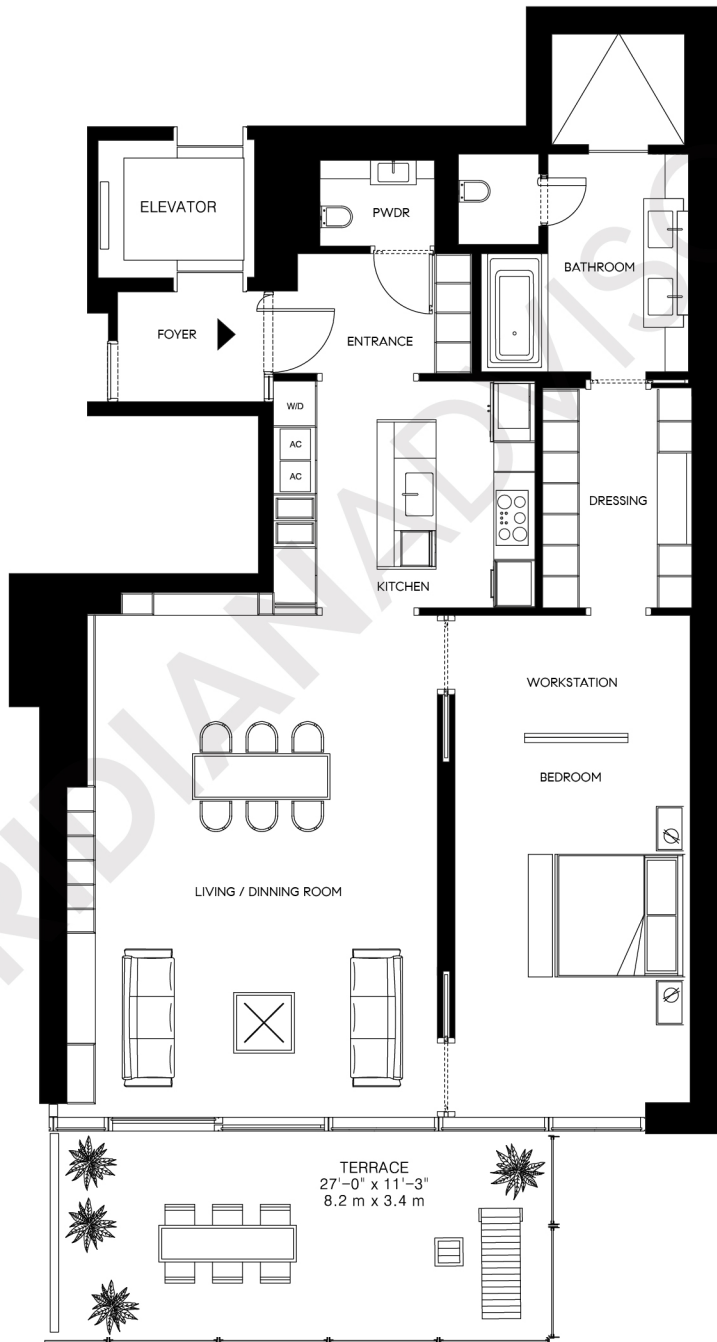 ELEVATOR
PWDR
BATHROOM
FOYER
ENTRANCE
W/D
AC
AC
DRESSING
KITCHEN
WORKSTATION
BEDROOM
LIVING / DINNING ROOM
TERRACE
27'-0" x 11'-3"
8.2 m x 3.4 m